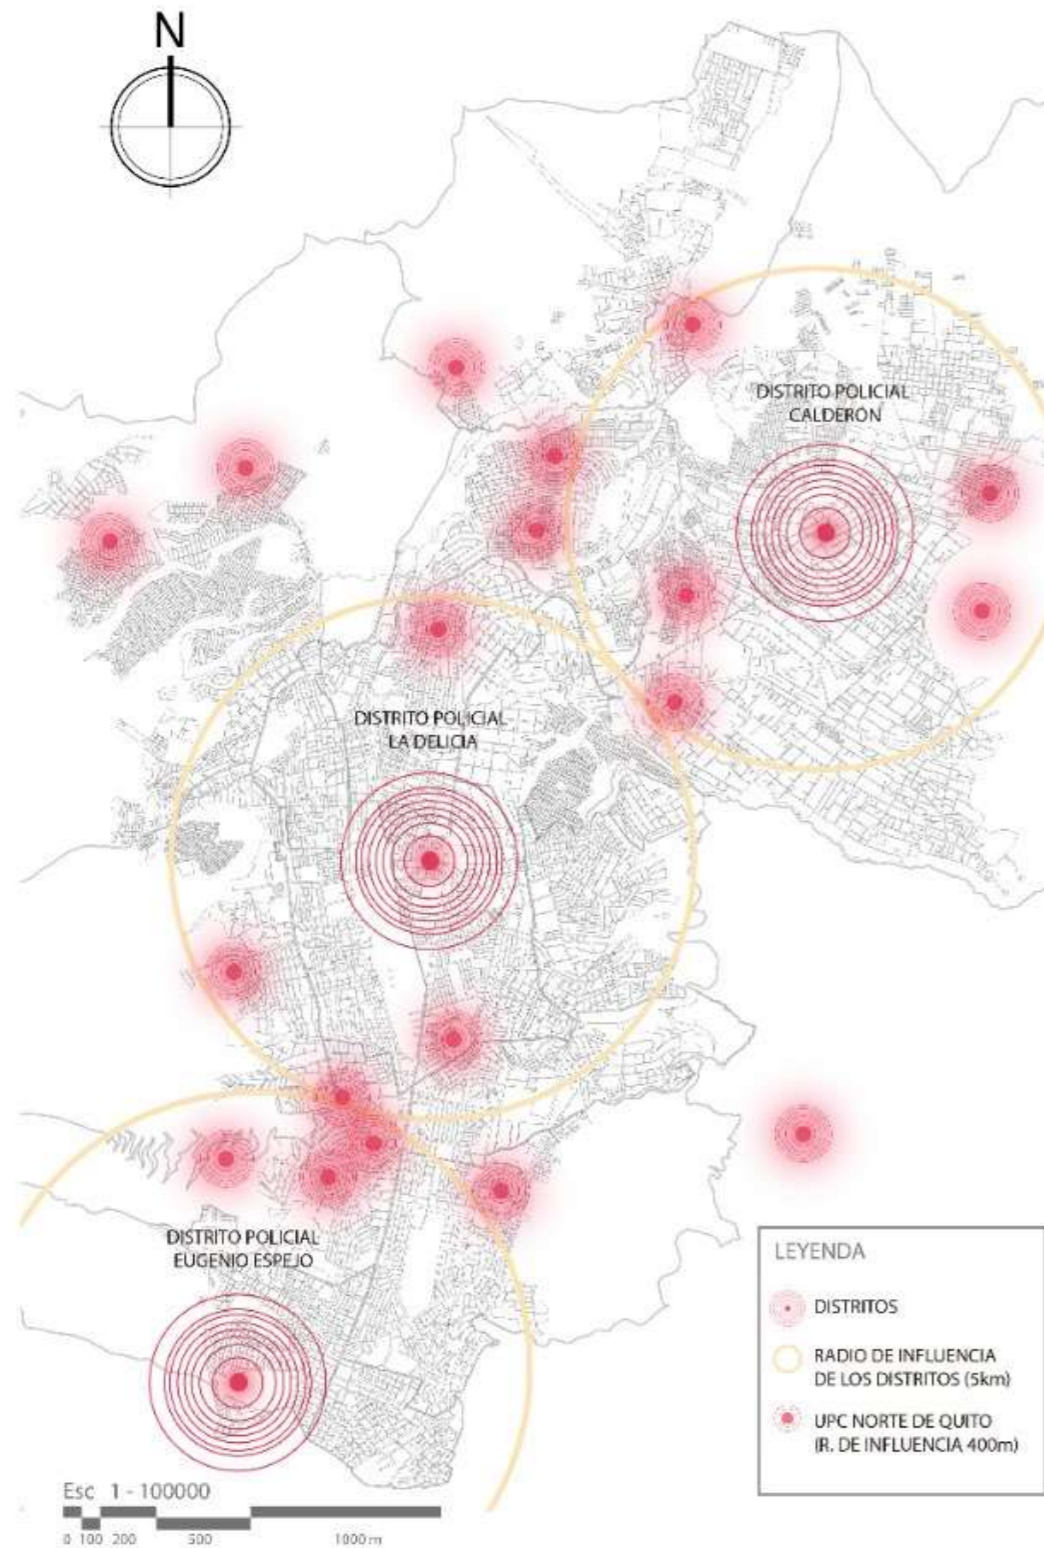 N
DISTRITO POLICIAL
CALDERON
DISTRITO POLICIAL
LA DELICIA
DISTRITO POLICIAL
EUGENIO ESPEJO
LEYENDA
DISTRITOS
RADIO DE INFLUENCIA
DE LOS DISTRITOS (5km)
UPC NORTE DE QUITO
(R. DE INFLUENCIA 400m)
Esc 1 - 100000
0 100 200 500 1000 m